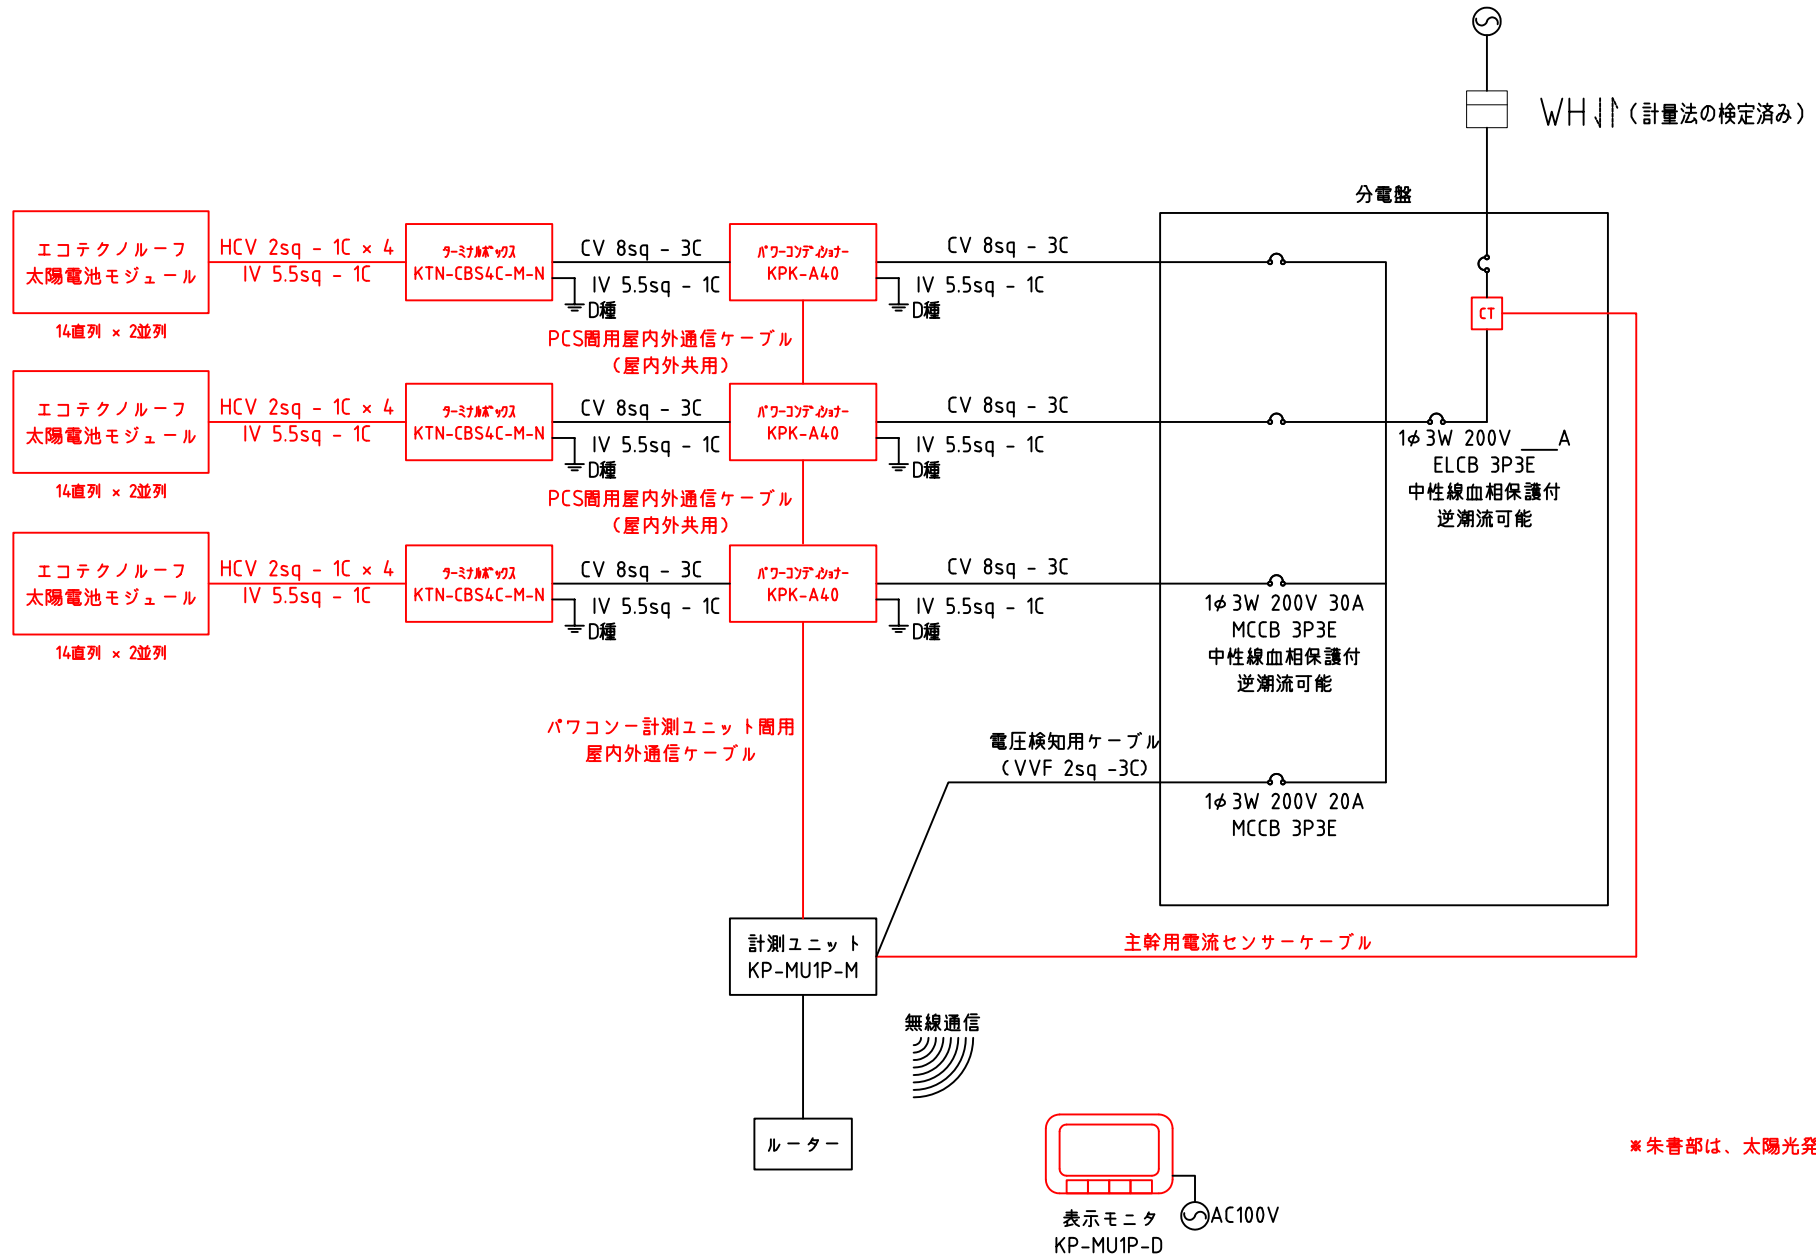 WH（計量法の検定済み）
分電盤
エコテクノルーフ
太陽電池モジュール
14直列 × 2並列
HCV 2sq - 1C × 4
IV 5.5sq - 1C
ターミナルボックス
KTN-CBS4C-M-N
CV 8sq - 3C
IV 5.5sq - 1C
D種
パワーコンディショナー
KPK-A40
CV 8sq - 3C
IV 5.5sq - 1C
D種
CT
PCS間用屋内外通信ケーブル
（屋内外共用）
エコテクノルーフ
太陽電池モジュール
14直列 × 2並列
HCV 2sq - 1C × 4
IV 5.5sq - 1C
ターミナルボックス
KTN-CBS4C-M-N
CV 8sq - 3C
IV 5.5sq - 1C
D種
パワーコンディショナー
KPK-A40
CV 8sq - 3C
IV 5.5sq - 1C
D種
1φ3W 200V ___A
ELCB 3P3E
中性線血相保護付
逆潮流可能
PCS間用屋内外通信ケーブル
（屋内外共用）
エコテクノルーフ
太陽電池モジュール
14直列 × 2並列
HCV 2sq - 1C × 4
IV 5.5sq - 1C
ターミナルボックス
KTN-CBS4C-M-N
CV 8sq - 3C
IV 5.5sq - 1C
D種
パワーコンディショナー
KPK-A40
CV 8sq - 3C
IV 5.5sq - 1C
D種
1φ3W 200V 30A
MCCB 3P3E
中性線血相保護付
逆潮流可能
パワコンー計測ユニット間用
屋内外通信ケーブル
電圧検知用ケーブル
（VVF 2sq -3C）
1φ3W 200V 20A
MCCB 3P3E
計測ユニット
KP-MU1P-M
主幹用電流センサーケーブル
無線通信
ルーター
表示モニタ
KP-MU1P-D
AC100V
※朱書部は、太陽光発